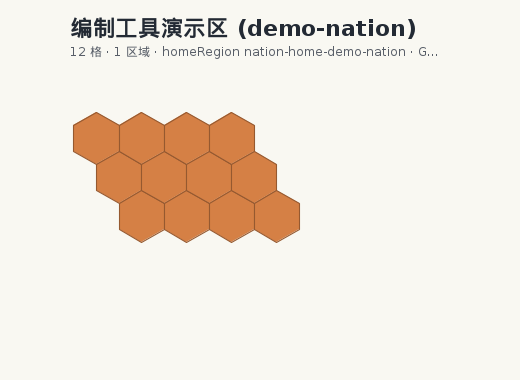 编制工具演示区 (demo-nation)
12 格 · 1 区域 · homeRegion nation-home-demo-nation · G...